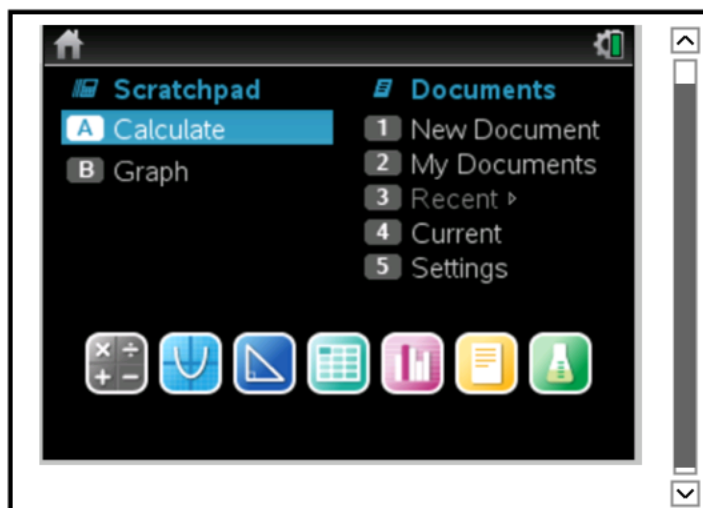 Scratchpad
A Calculate
B Graph
Documents
1 New Document
2 My Documents
3 Recent ▹
4 Current
5 Settings